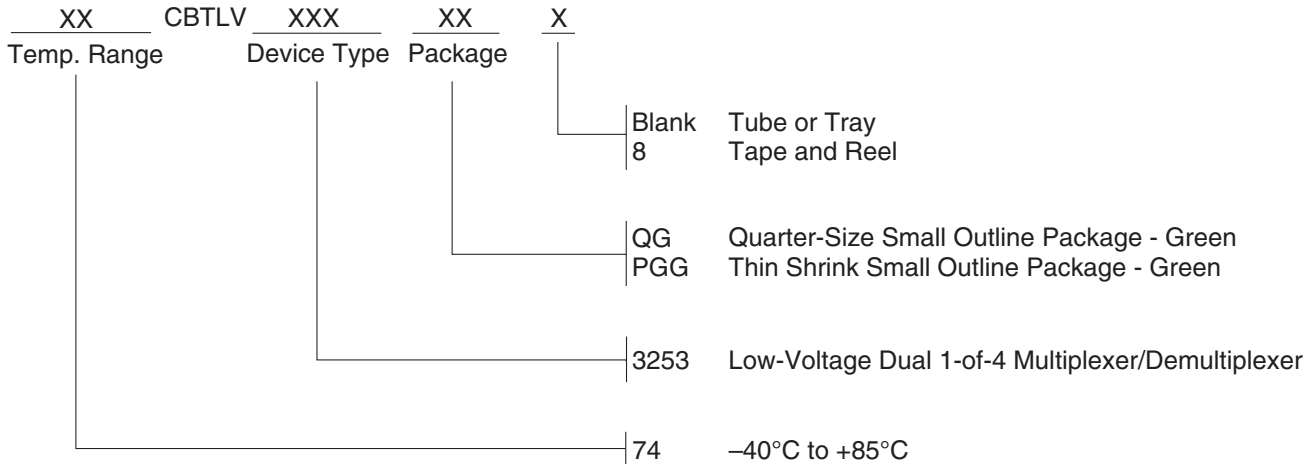 XX CBTLV XXX XX X
Temp. Range Device Type Package
Blank Tube or Tray
8 Tape and Reel
QG Quarter-Size Small Outline Package - Green
PGG Thin Shrink Small Outline Package - Green
3253 Low-Voltage Dual 1-of-4 Multiplexer/Demultiplexer
74 –40°C to +85°C